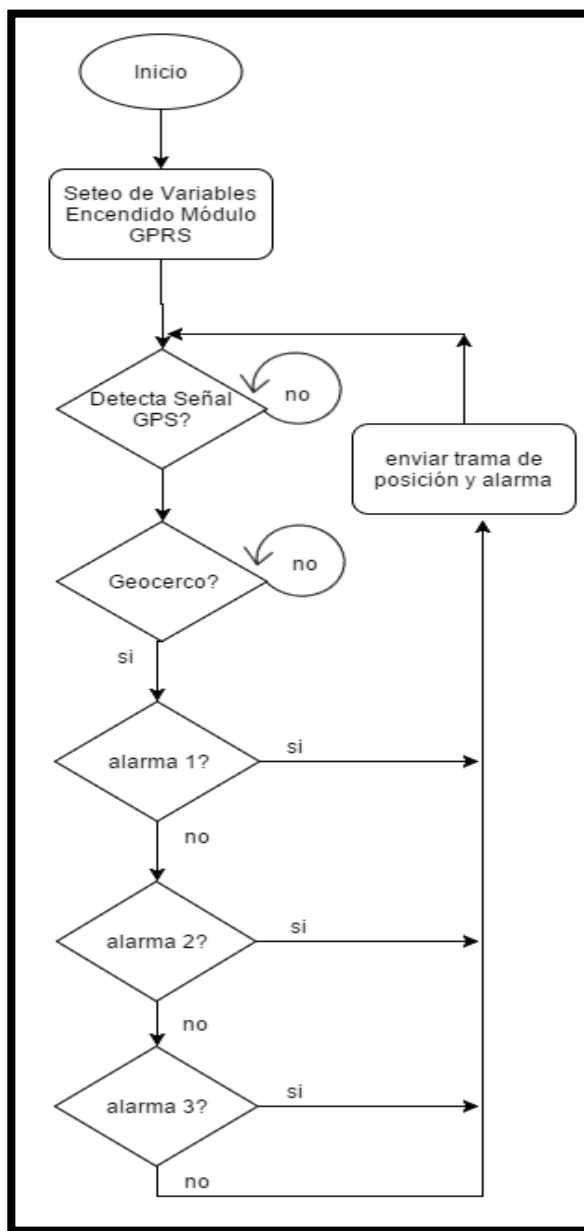 Inicio
Seteo de Variables
Encendido Módulo
GPRS
Detecta Señal
GPS?
no
enviar trama de
posición y alarma
Geocerco?
no
si
alarma 1?
si
no
alarma 2?
si
no
alarma 3?
si
no